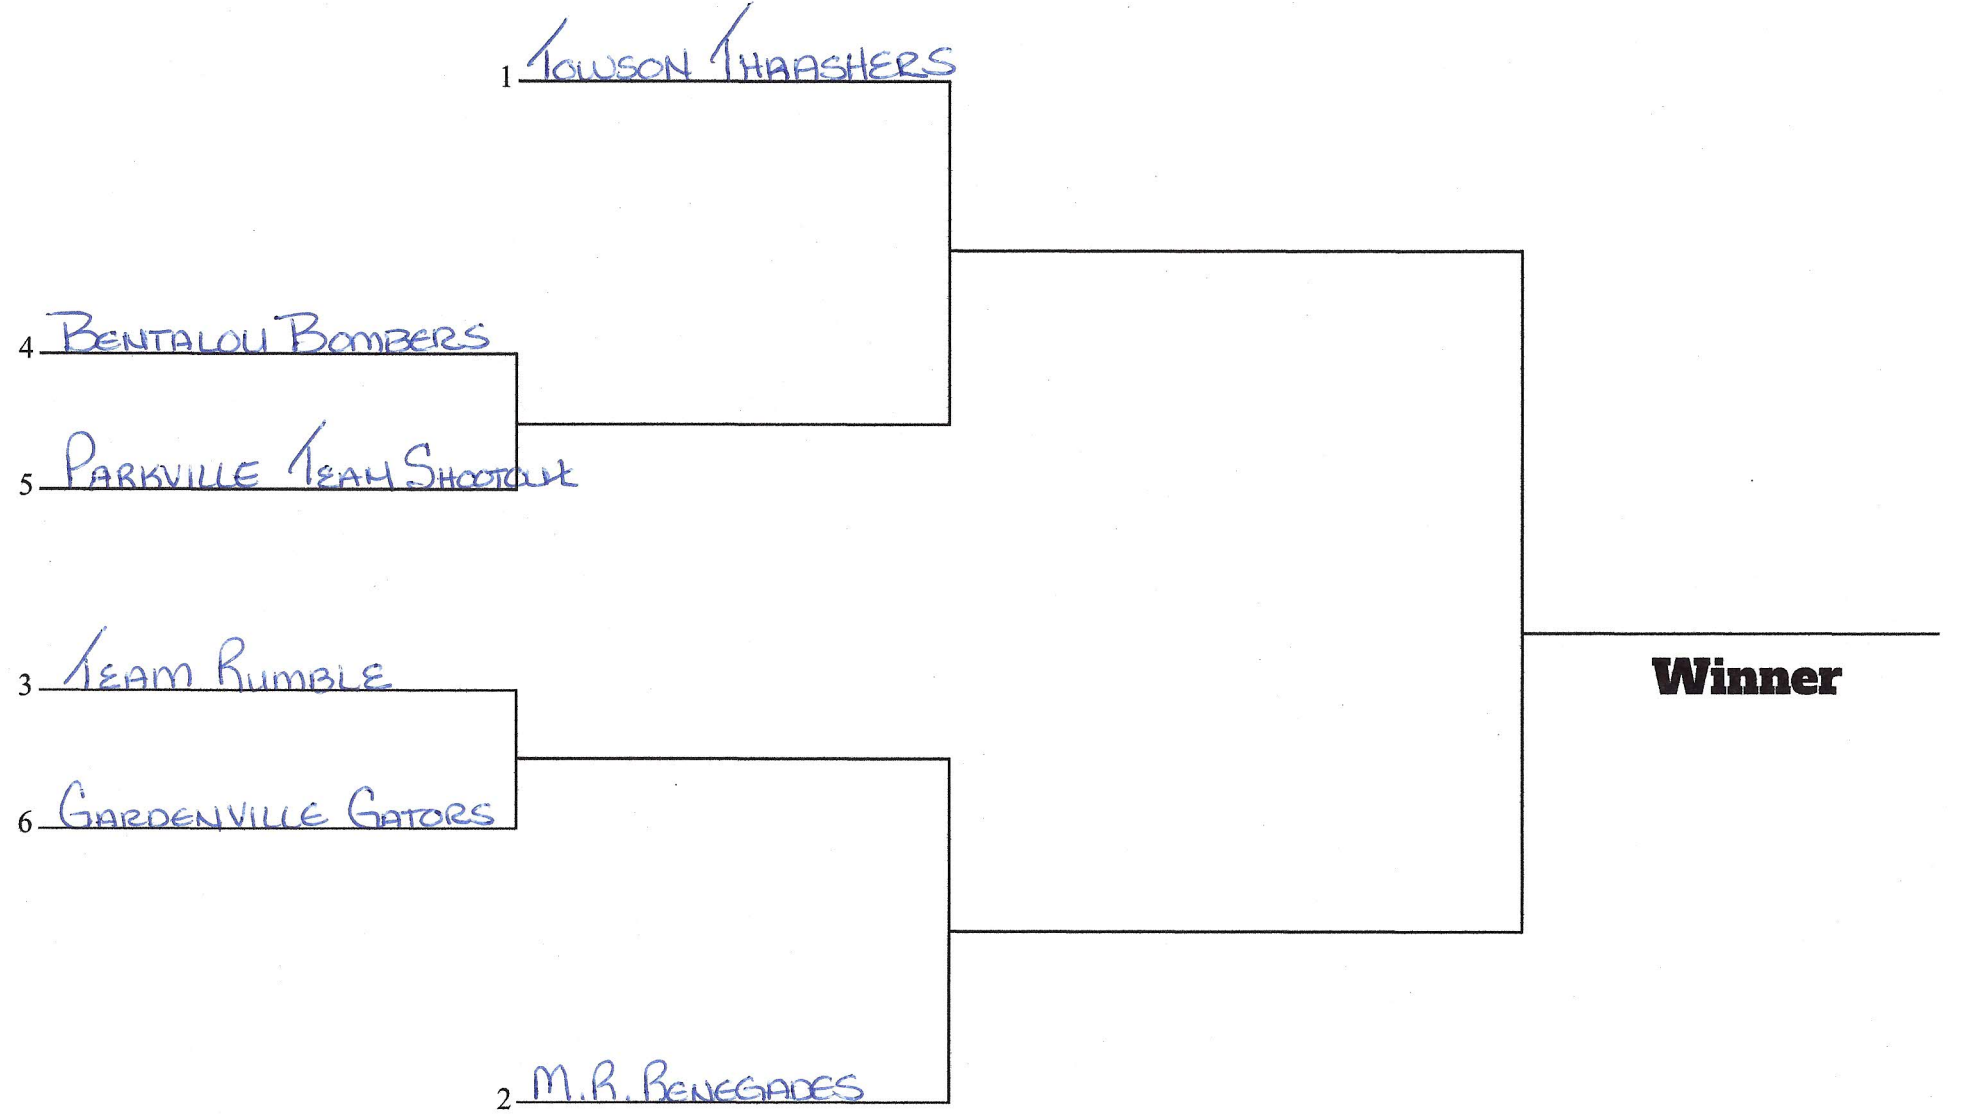 1 Towson Thrashers
4 Bentalou Bombers
5 Parkville Team Shootout
3 Team Rumble
Winner
6 Gardenville Gators
2 M.R. Renegades